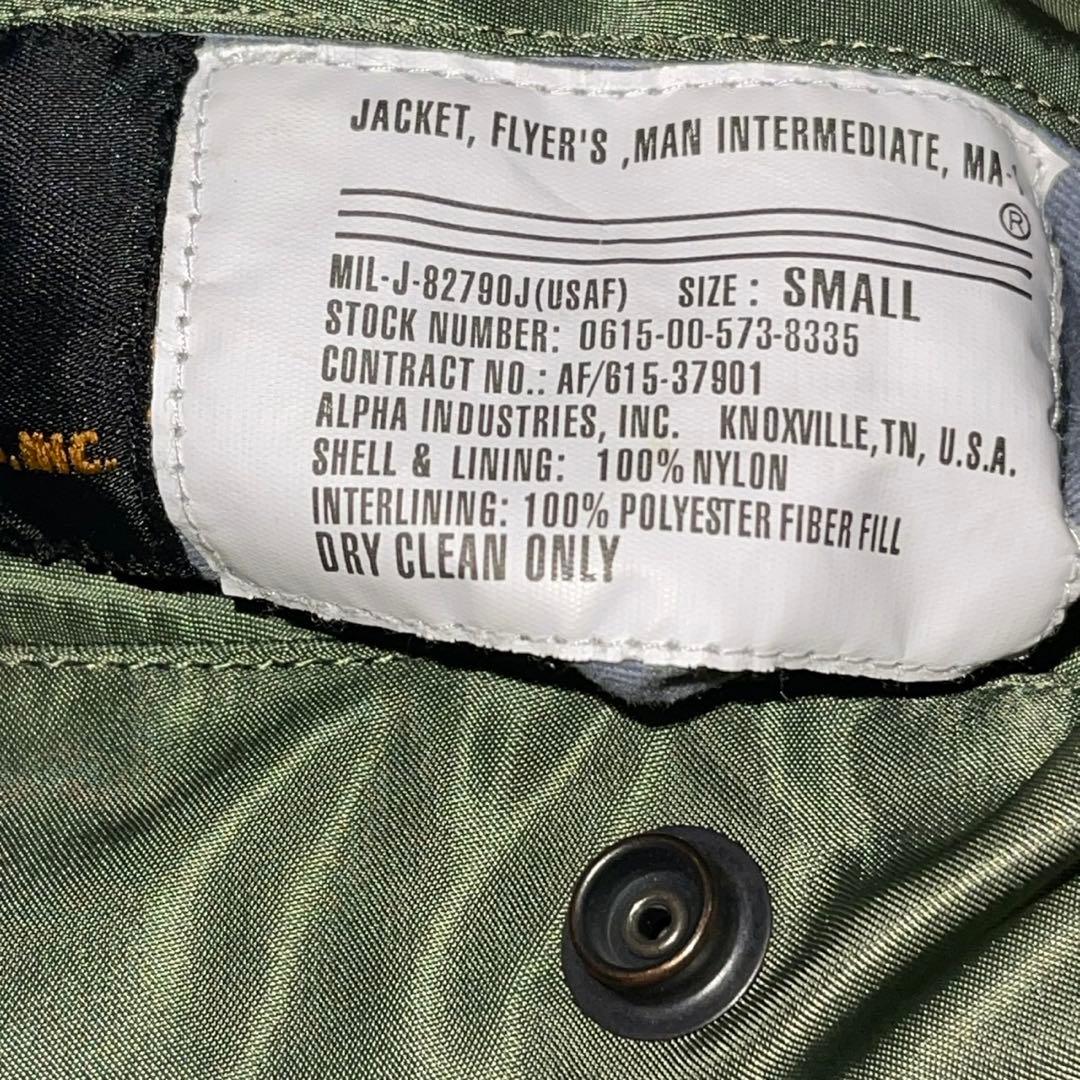 JACKET, FLYER'S ,MAN INTERMEDIATE, MA-1
®
MIL-J-82790J(USAF) SIZE: SMALL
STOCK NUMBER: 0615-00-573-8335
CONTRACT NO.: AF/615-37901
ALPHA INDUSTRIES, INC. KNOXVILLE,TN, U.S.A.
SHELL & LINING: 100% NYLON
INTERLINING: 100% POLYESTER FIBER FILL
DRY CLEAN ONLY